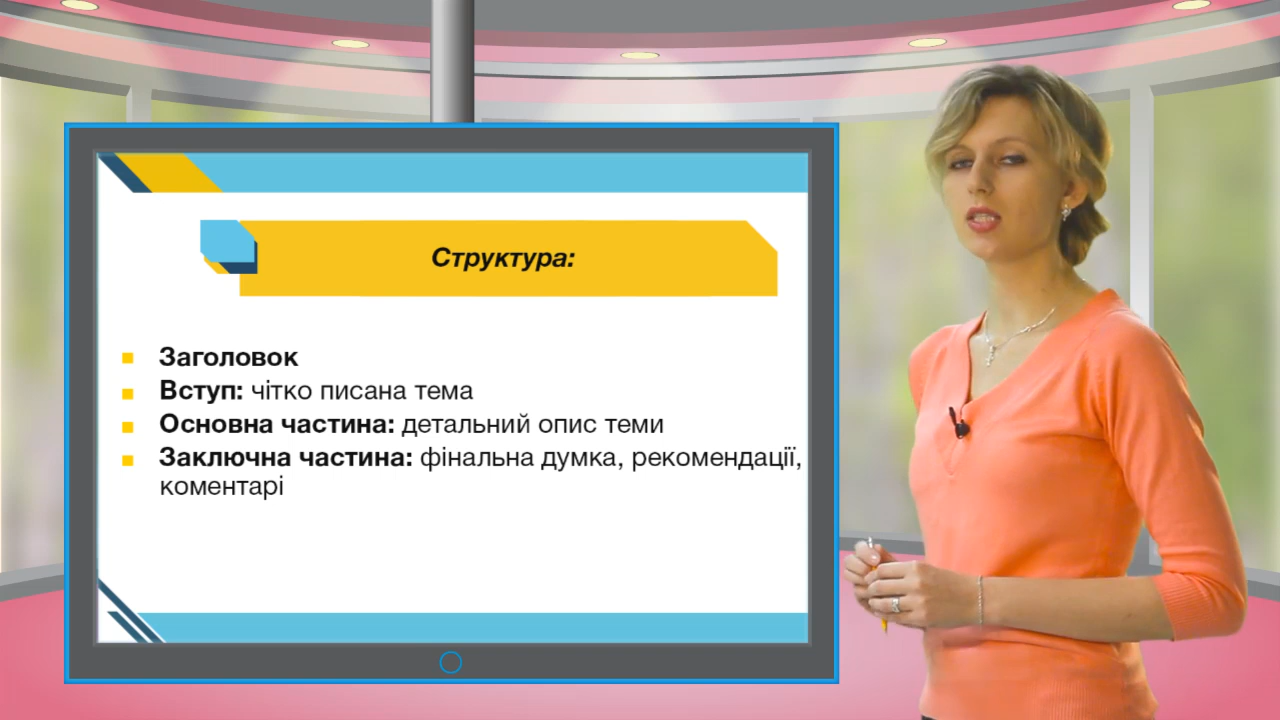 Структура:
Заголовок
Вступ: чітко писана тема
Основна частина: детальний опис теми
Заключна частина: фінальна думка, рекомендації,
коментарі